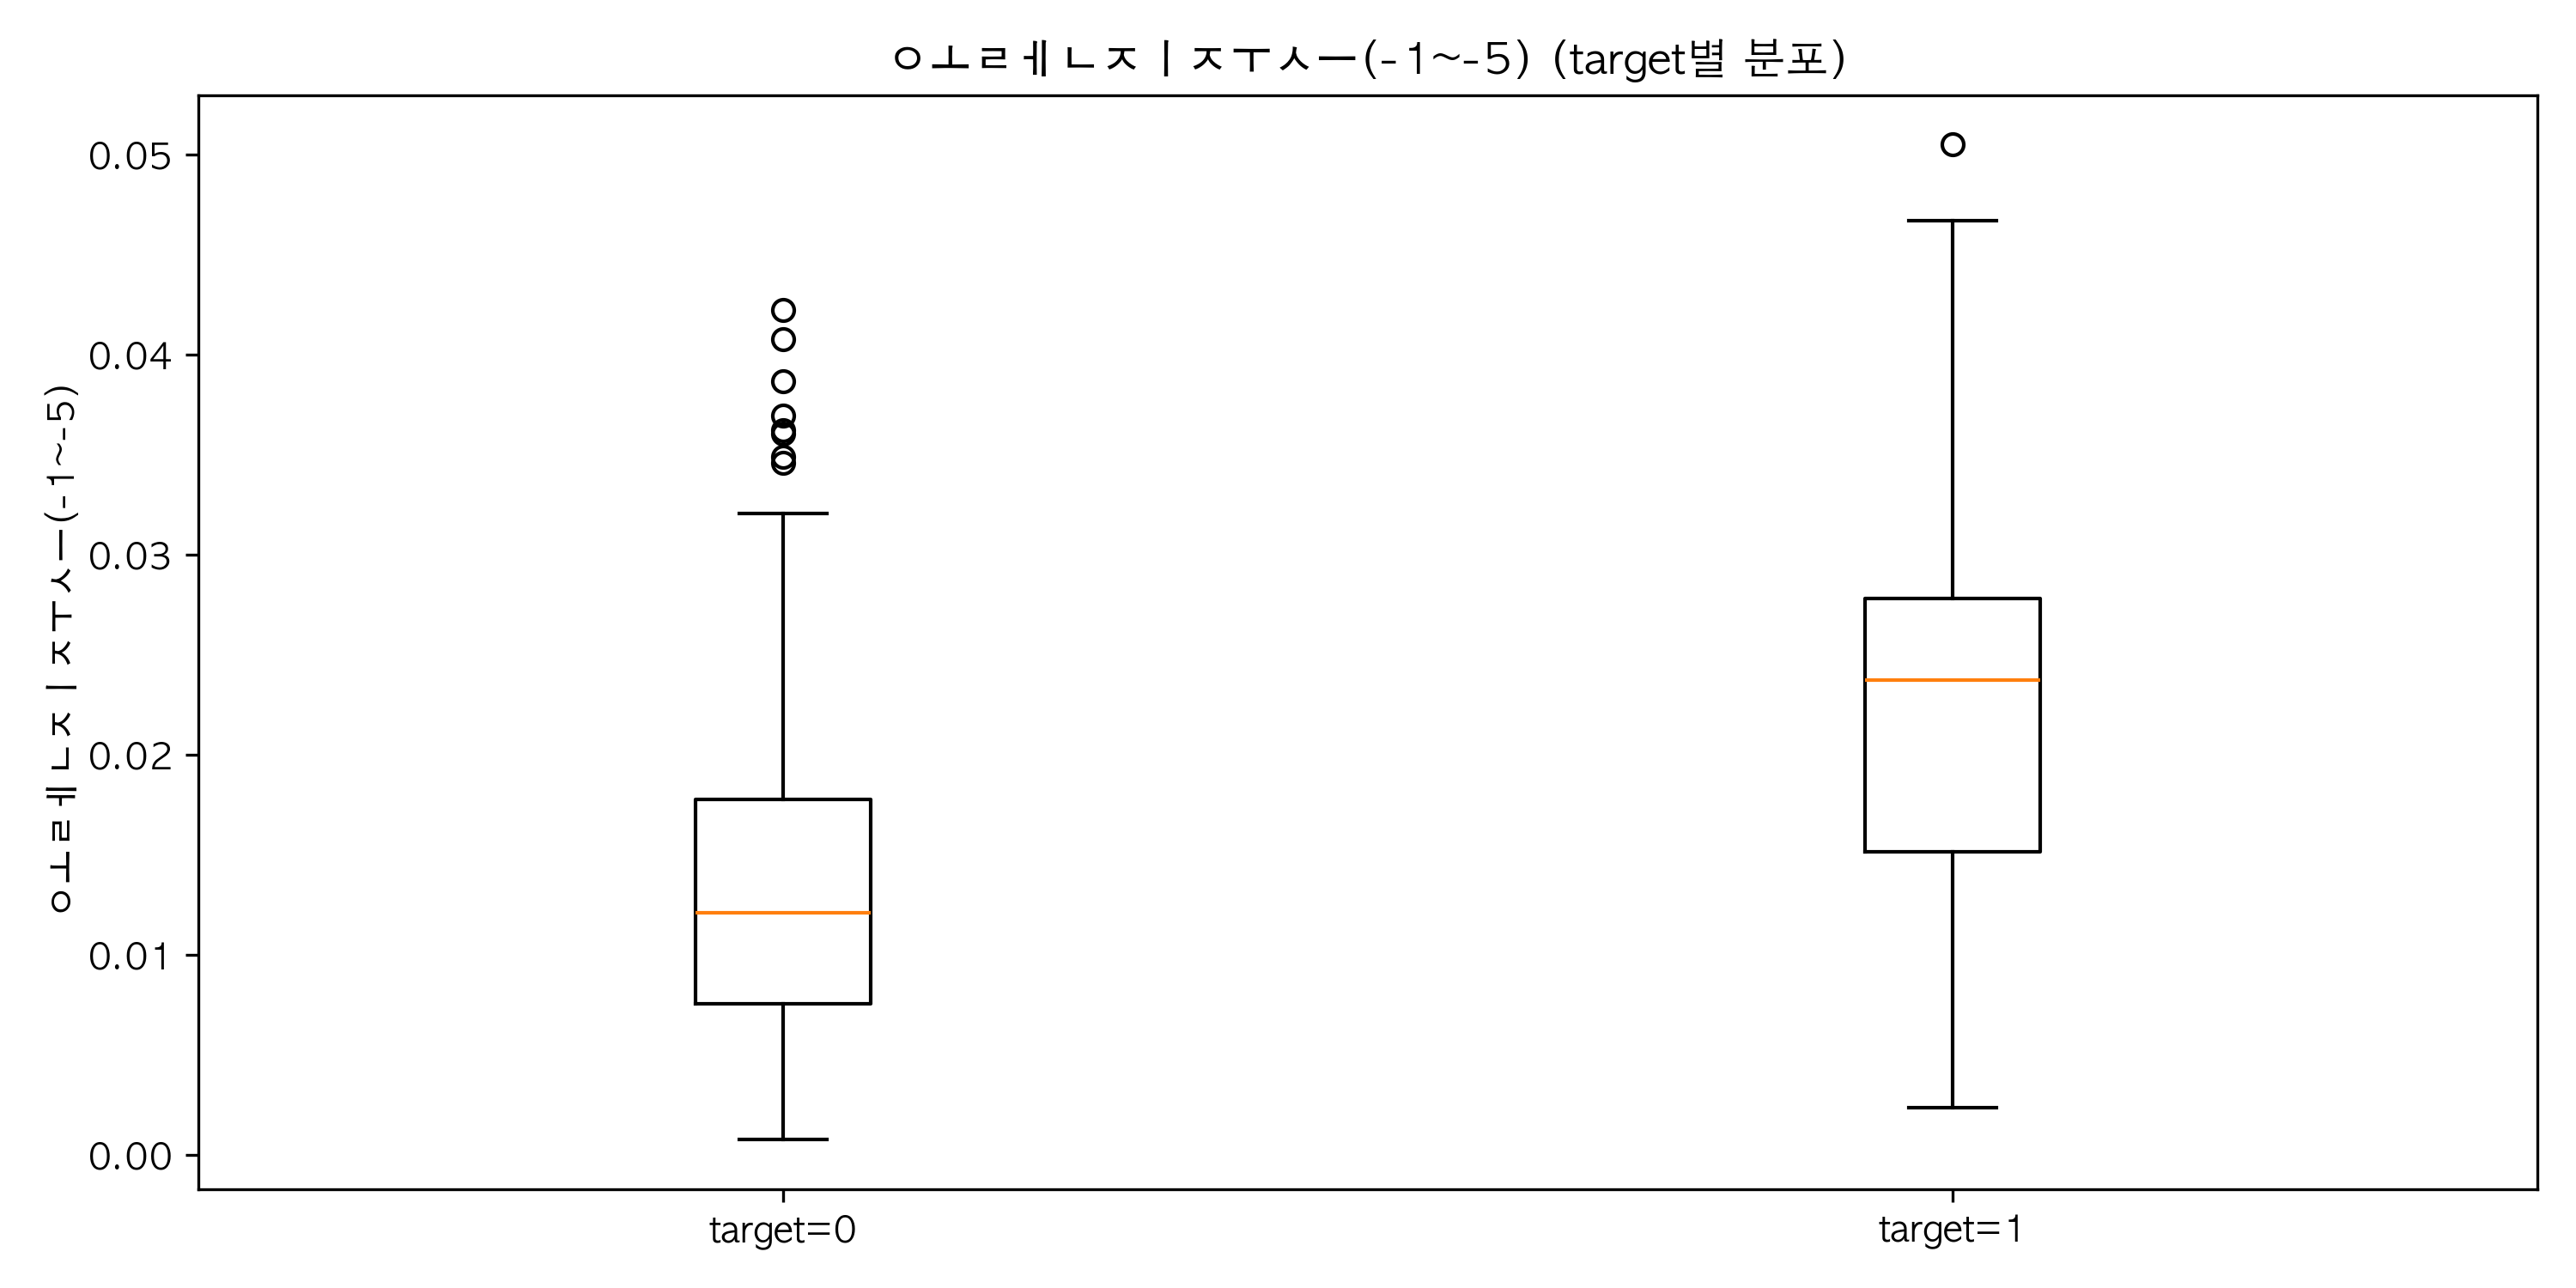 ㅇㅗㄹㅔㄴㅈㅣㅈㅜㅅㅡ(-1~-5) (target별 분포)
ㅇㅗㄹㅔㄴㅈㅣㅈㅜㅅㅡ(-1~-5)
0.05
0.04
0.03
0.02
0.01
0.00
target=0
target=1